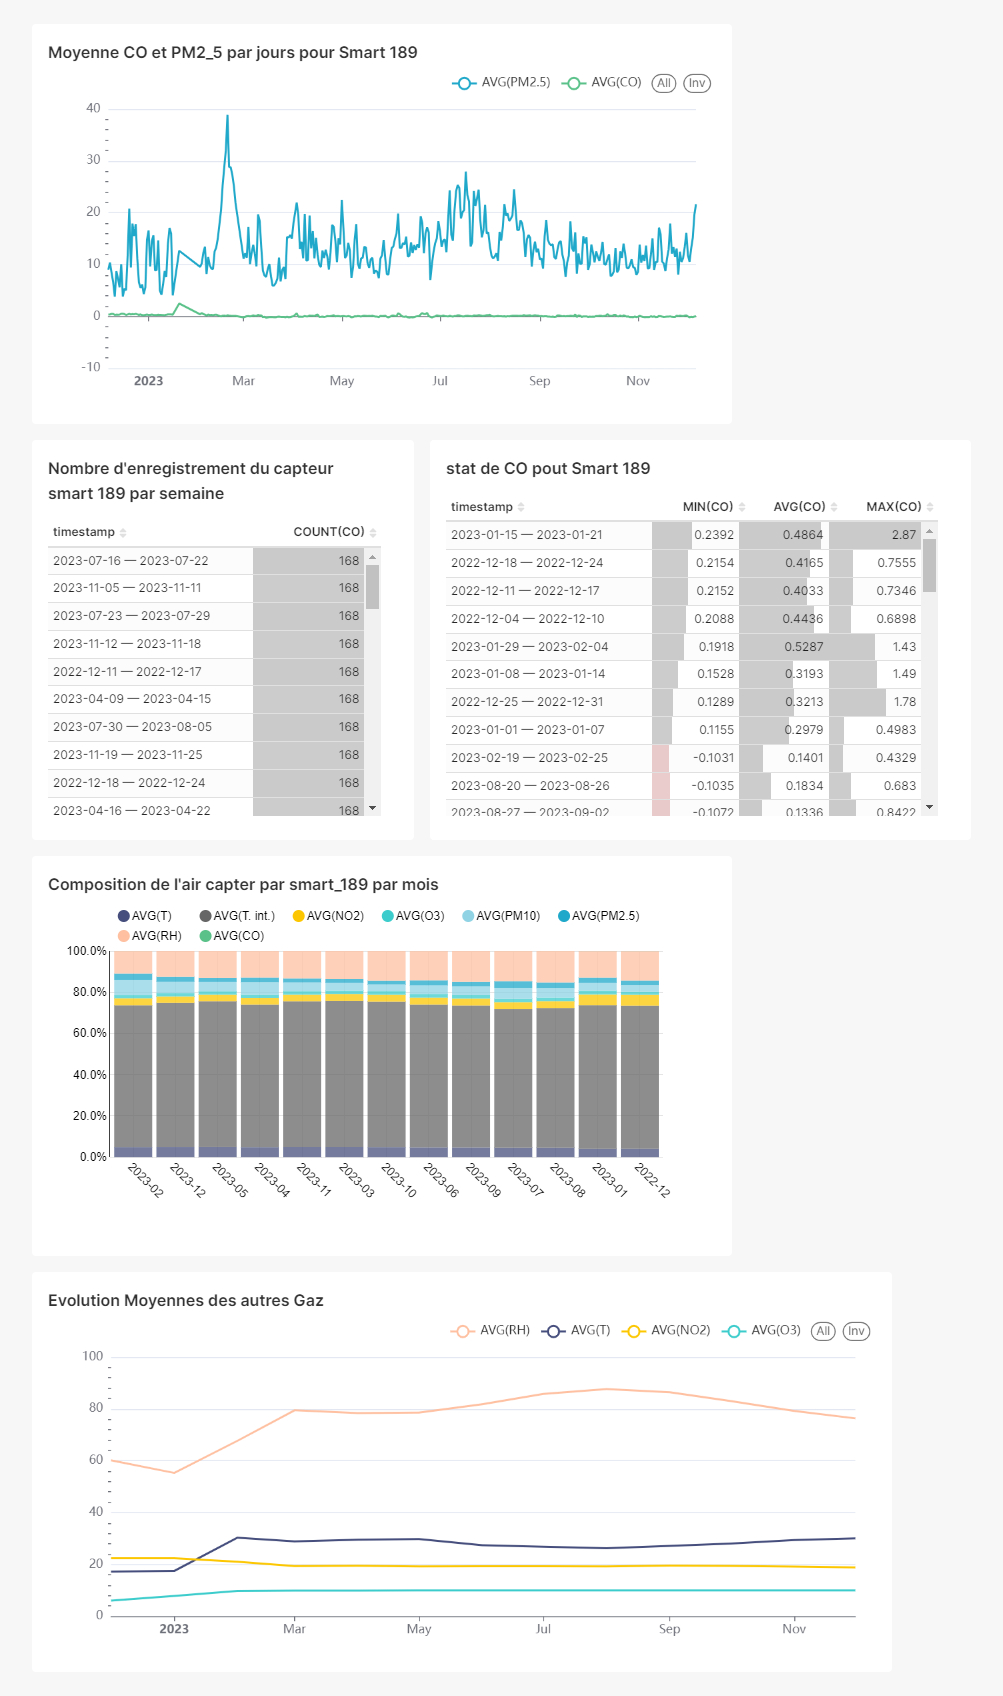 Moyenne CO et PM2_5 par jours pour Smart 189
AVG(PM2.5) AVG(CO) All Inv
40
30
20
10
0
-10
2023 Mar May Jul Sep Nov
Nombre d'enregistrement du capteur
smart 189 par semaine
timestamp COUNT(CO)
2023-07-16 — 2023-07-22 168
2023-11-05 — 2023-11-11 168
2023-07-23 — 2023-07-29 168
2023-11-12 — 2023-11-18 168
2022-12-11 — 2022-12-17 168
2023-04-09 — 2023-04-15 168
2023-07-30 — 2023-08-05 168
2023-11-19 — 2023-11-25 168
2022-12-18 — 2022-12-24 168
2023-04-16 — 2023-04-22 168
stat de CO pout Smart 189
timestamp MIN(CO) AVG(CO) MAX(CO)
2023-01-15 — 2023-01-21 0.2392 0.4864 2.87
2022-12-18 — 2022-12-24 0.2154 0.4165 0.7555
2022-12-11 — 2022-12-17 0.2152 0.4033 0.7346
2022-12-04 — 2022-12-10 0.2088 0.4436 0.6898
2023-01-29 — 2023-02-04 0.1918 0.5287 1.43
2023-01-08 — 2023-01-14 0.1528 0.3193 1.49
2022-12-25 — 2022-12-31 0.1289 0.3213 1.78
2023-01-01 — 2023-01-07 0.1155 0.2979 0.4983
2023-02-19 — 2023-02-25 -0.1031 0.1401 0.4329
2023-08-20 — 2023-08-26 -0.1035 0.1834 0.683
2023-08-27 — 2023-09-02 -0.1072 0.1336 0.8422
Composition de l'air capter par smart_189 par mois
AVG(T) AVG(T. int.) AVG(NO2) AVG(O3) AVG(PM10) AVG(PM2.5)
AVG(RH) AVG(CO)
100.0%
80.0%
60.0%
40.0%
20.0%
0.0%
2023-02 2023-12 2023-05 2023-04 2023-11 2023-03 2023-10 2023-06 2023-09 2023-07 2023-08 2023-01 2022-12
Evolution Moyennes des autres Gaz
AVG(RH) AVG(T) AVG(NO2) AVG(O3) All Inv
100
80
60
40
20
0
2023 Mar May Jul Sep Nov